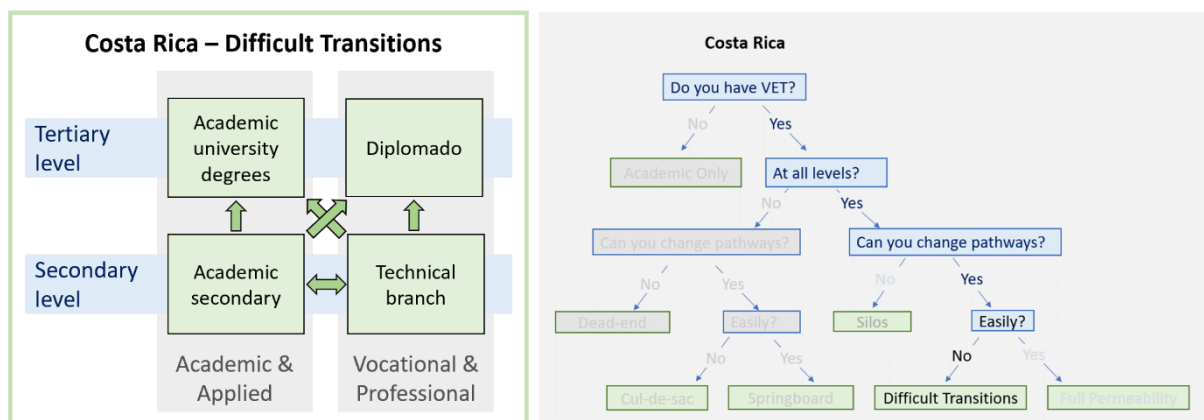 Costa Rica – Difficult Transitions
Tertiary
level
Academic
university
degrees
Diplomado
Secondary
level
Academic
secondary
Technical
branch
Academic &
Applied
Vocational &
Professional
Costa Rica
Do you have VET?
No
Yes
Academic Only
At all levels?
No
Yes
Can you change pathways?
Can you change pathways?
No
Yes
No
Yes
Dead-end
Easily?
Silos
Easily?
No
Yes
No
Yes
Cul-de-sac
Springboard
Difficult Transitions
Full Permeability